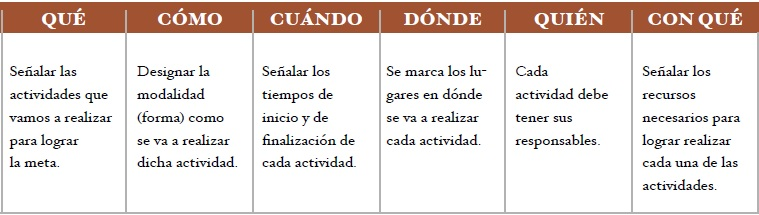 QUÉ
CÓMO
CUÁNDO
DÓNDE
QUIÉN
CON QUÉ
Señalar las
actividades que
vamos a realizar
para lograr
la meta.
Designar la
modalidad
(forma) como
se va a realizar
dicha actividad.
Señalar los
tiempos de
inicio y de
finalización de
cada actividad.
Se marca los lu-
gares en dónde
se va a realizar
cada actividad.
Cada
actividad debe
tener sus
responsables.
Señalar los
recursos
necesarios para
lograr realizar
cada una de las
actividades.